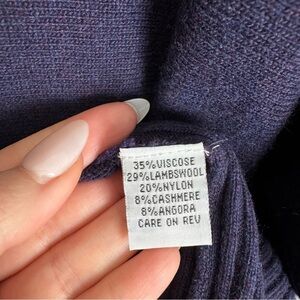 35%VISCOSE
29%LAMBSWOOL
20%NYLON
8%CASHMERE
8%ANGORA
CARE ON REV